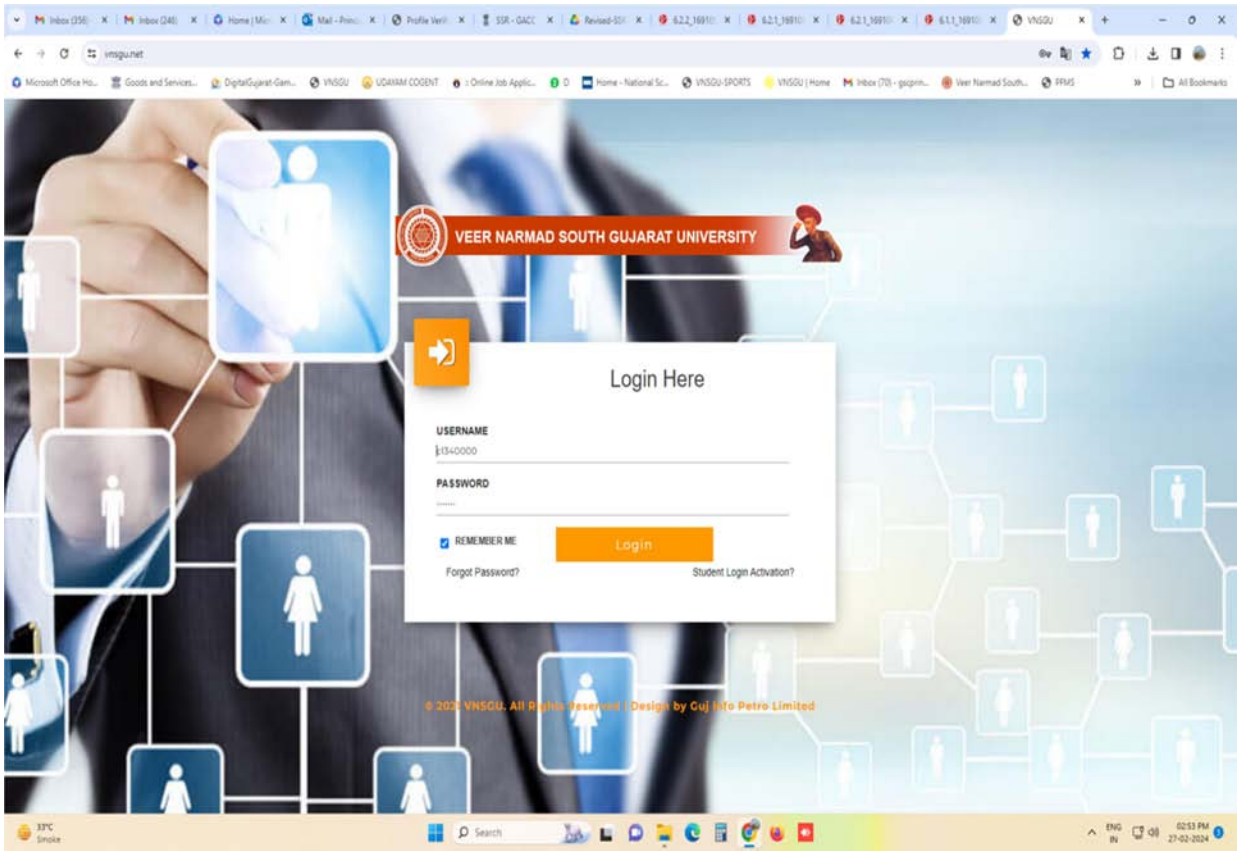 Inbox (356)
Inbox (248)
Home | Mic
Mail - Princi
Profile Veri
SSR - GACC
Revised-SS
6.2.2_16910
6.2.1_16910
6.2.1_16910
6.1.1_16910
VNSGU
vnsgu.net
Microsoft Office Ho...
Goods and Services...
DigitalGujarat-Gam...
VNSGU
UDAYAM COGENT
:: Online Job Applic...
D
Home - National Sc...
VNSGU-SPORTS
VNSGU | Home
Inbox (70) - gscprin...
Veer Narmad South...
PFMS
»
All Bookmarks
VEER NARMAD SOUTH GUJARAT UNIVERSITY
Login Here
USERNAME
c1340000
PASSWORD
REMEMBER ME
Login
Forgot Password?
Student Login Activation?
VNSGU. All Rights Reserved | Design by Guj Info Petro Limited
33°C
Smoke
Search
ENG
IN
02:53 PM
27-02-2024